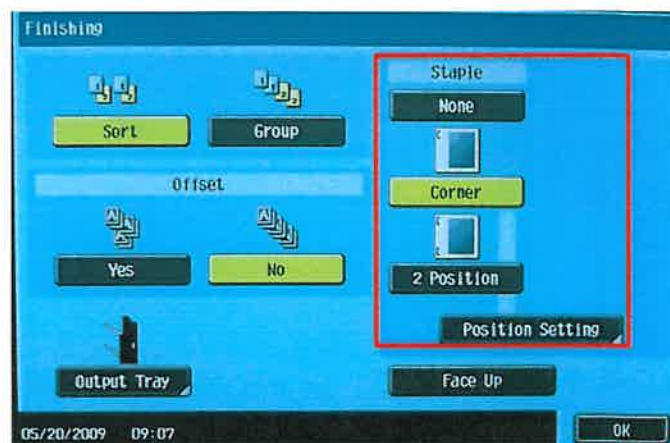 Finishing
Sort
Group
Offset
Yes
No
Output Tray
Staple
None
Corner
2 Position
Position Setting
Face Up
05/20/2009 09:07
OK